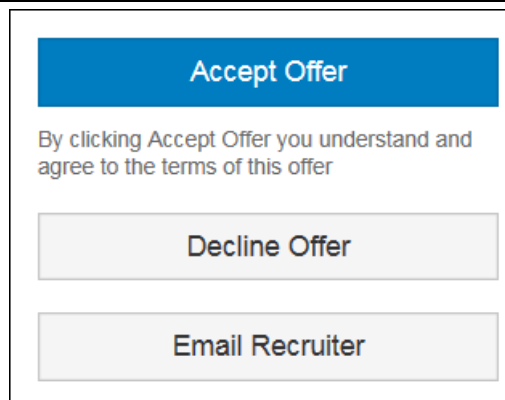 Accept Offer
By clicking Accept Offer you understand and
agree to the terms of this offer
Decline Offer
Email Recruiter